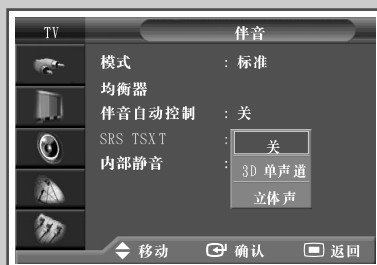 TV 伴音
模式 : 标准
均衡器
伴音自动控制 : 关
SRS TSXT :
关
内部静音 :
3D 单声道
立体声
移动 确认 返回